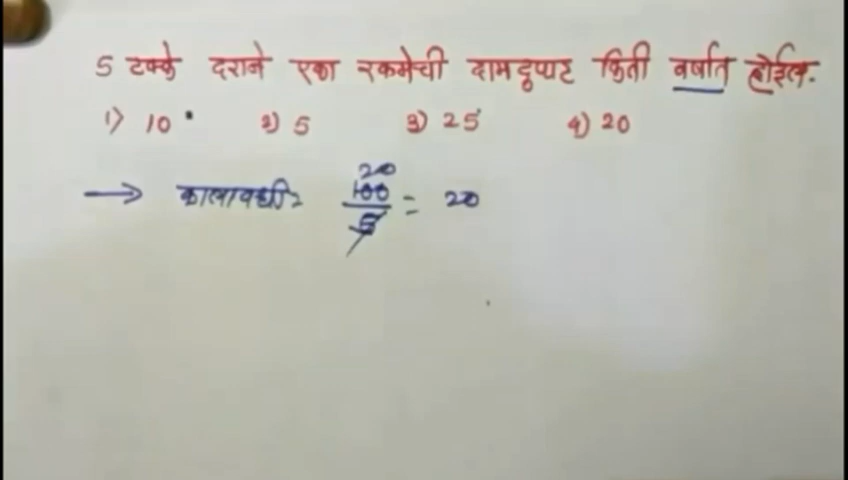 5 टक्के दराने एका रकमेची दामदुपाट किती वर्षात होईल.
1) 10 2) 5 3) 25 4) 20
→ कालावधी = 100/5 = 20
20